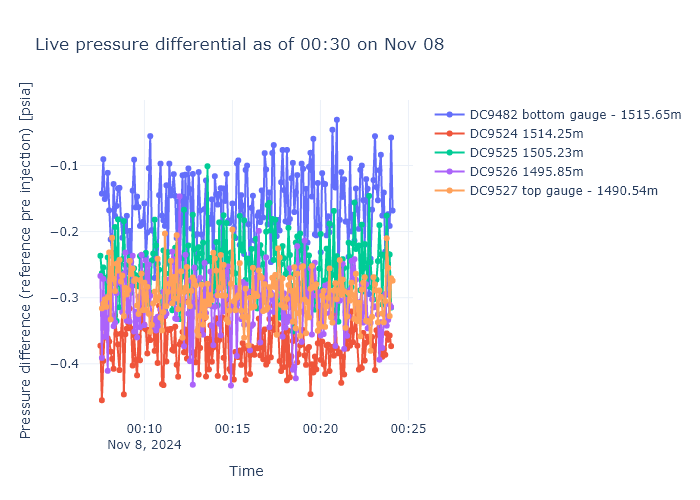 Live pressure differential as of 00:30 on Nov 08
Pressure difference (reference pre injection) [psia]
−0.1
−0.2
−0.3
−0.4
00:10
00:15
00:20
00:25
Nov 8, 2024
Time
DC9482 bottom gauge - 1515.65m
DC9524 1514.25m
DC9525 1505.23m
DC9526 1495.85m
DC9527 top gauge - 1490.54m